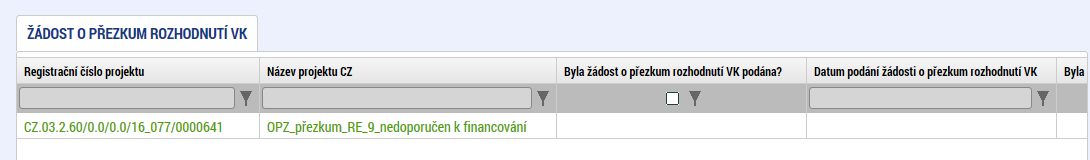 ŽÁDOST O PŘEZKUM ROZHODNUTÍ VK
Registrační číslo projektu Název projektu CZ Byla žádost o přezkum rozhodnutí VK podána? Datum podání žádosti o přezkum rozhodnutí VK Byla
CZ.03.2.60/0.0/0.0/16_077/0000641 OPZ_přezkum_RE_9_nedoporučen k financování